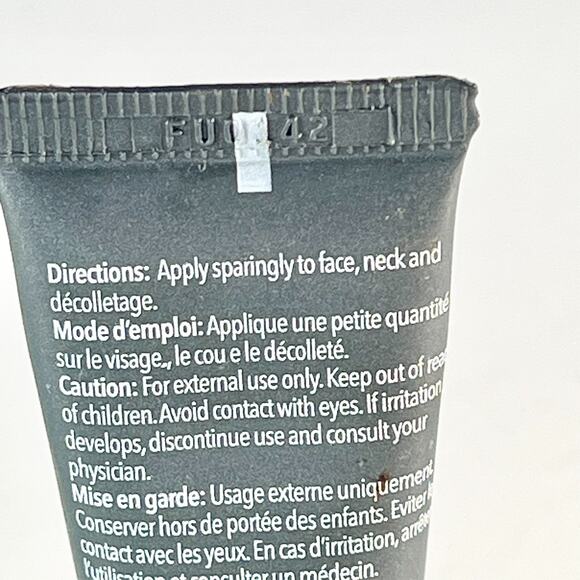 Directions: Apply sparingly to face, neck and
décolletage.
Mode d'emploi: Applique une petite quantité
sur le visage., le cou e le décolleté.
Caution: For external use only. Keep out of
of children. Avoid contact with eyes. If irritation
develops, discontinue use and consult your
physician.
Mise en garde: Usage externe uniquement.
Conserver hors de portée des enfants. Eviter
contact avec les yeux. En cas d'irritation,
l'utilisation et consulter un médecin.